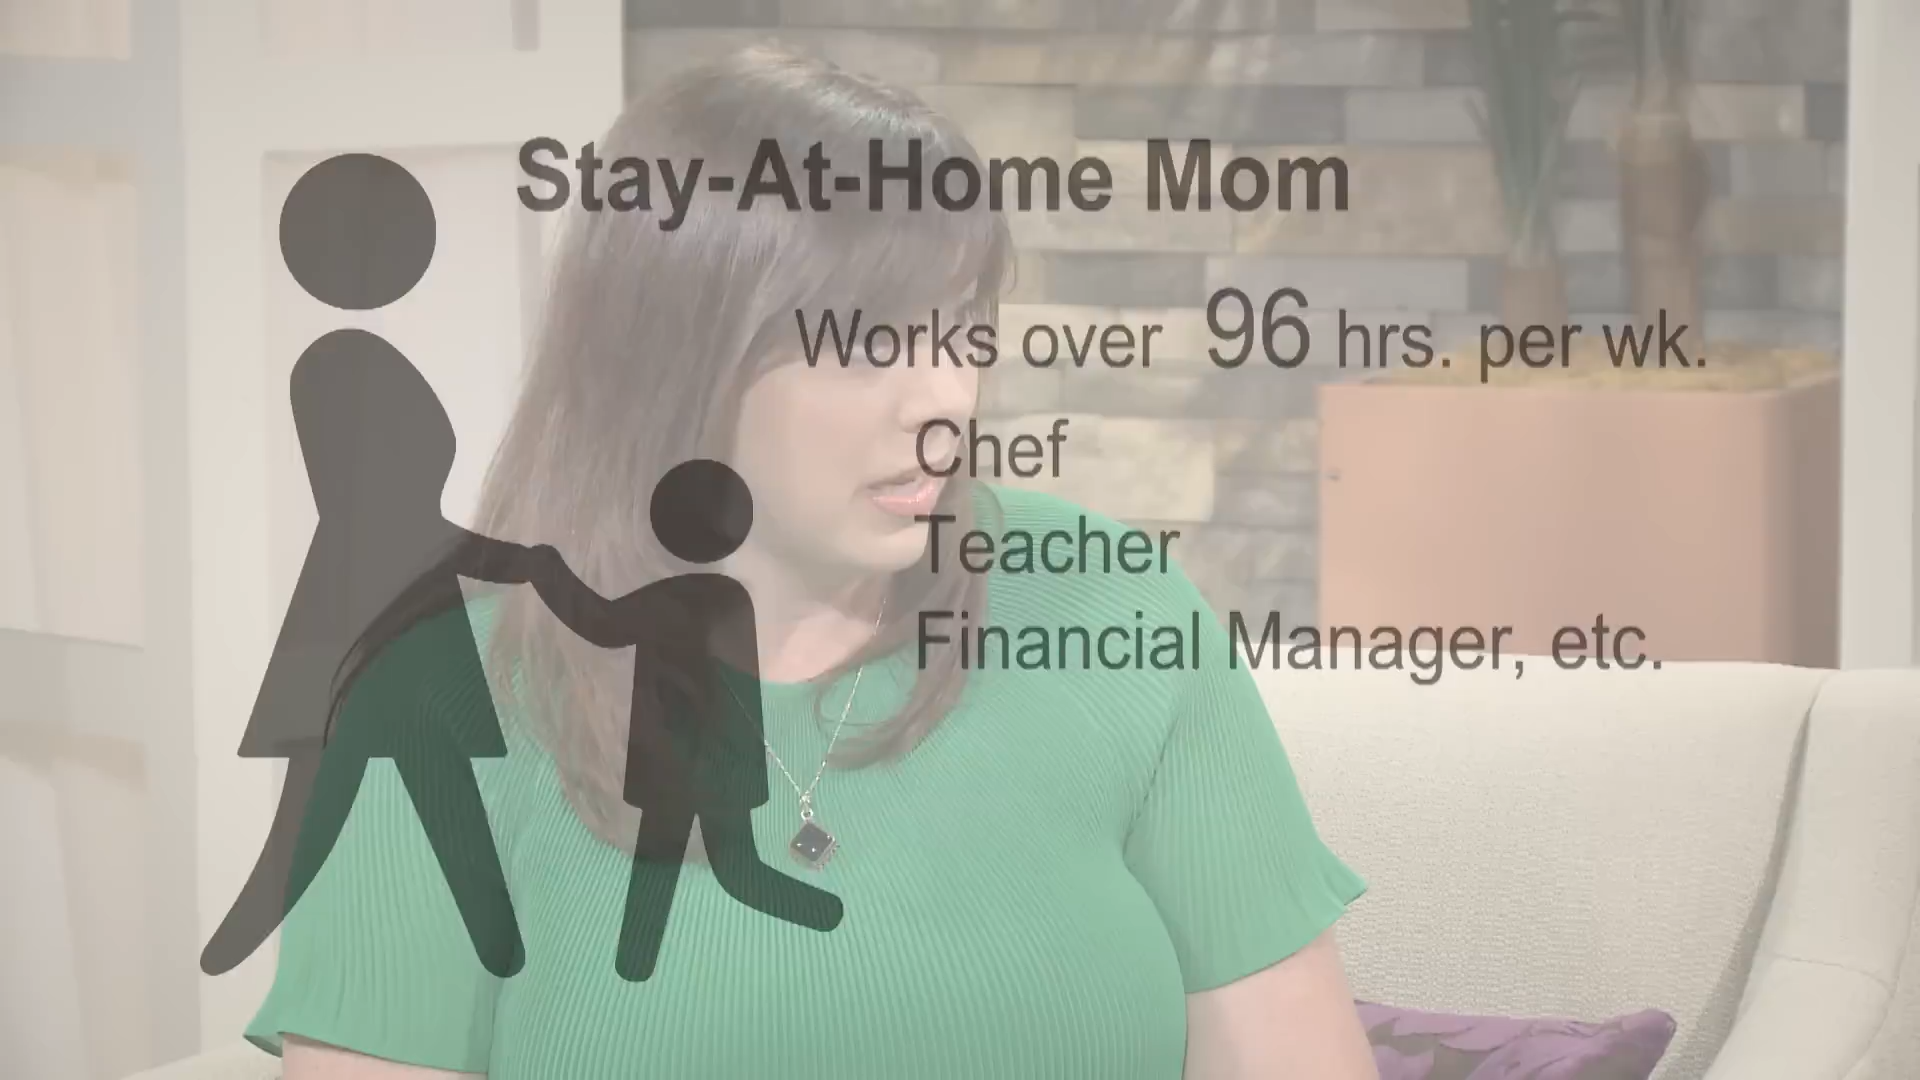 Stay-At-Home Mom
Works over 96 hrs. per wk.
Chef
Teacher
Financial Manager, etc.